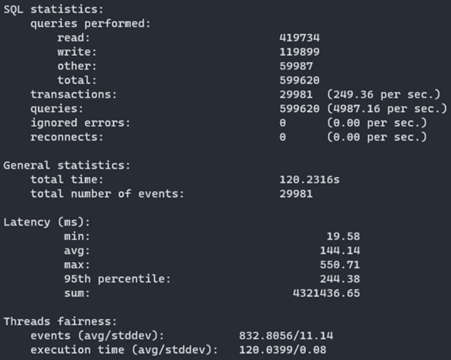 SQL statistics:
    queries performed:
        read:                            419734
        write:                           119899
        other:                           59987
        total:                           599620
    transactions:                        29981  (249.36 per sec.)
    queries:                             599620 (4987.16 per sec.)
    ignored errors:                      0      (0.00 per sec.)
    reconnects:                          0      (0.00 per sec.)

General statistics:
    total time:                          120.2316s
    total number of events:              29981

Latency (ms):
         min:                                   19.58
         avg:                                  144.14
         max:                                  550.71
         95th percentile:                      244.38
         sum:                              4321436.65

Threads fairness:
    events (avg/stddev):           832.8056/11.14
    execution time (avg/stddev):   120.0399/0.08